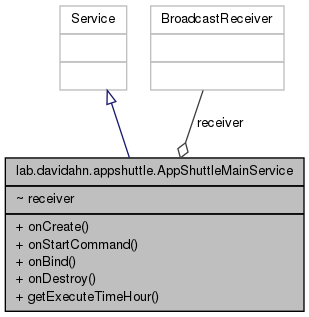 Service
BroadcastReceiver
receiver
lab.davidahn.appshuttle.AppShuttleMainService
~ receiver
+ onCreate()
+ onStartCommand()
+ onBind()
+ onDestroy()
+ getExecuteTimeHour()